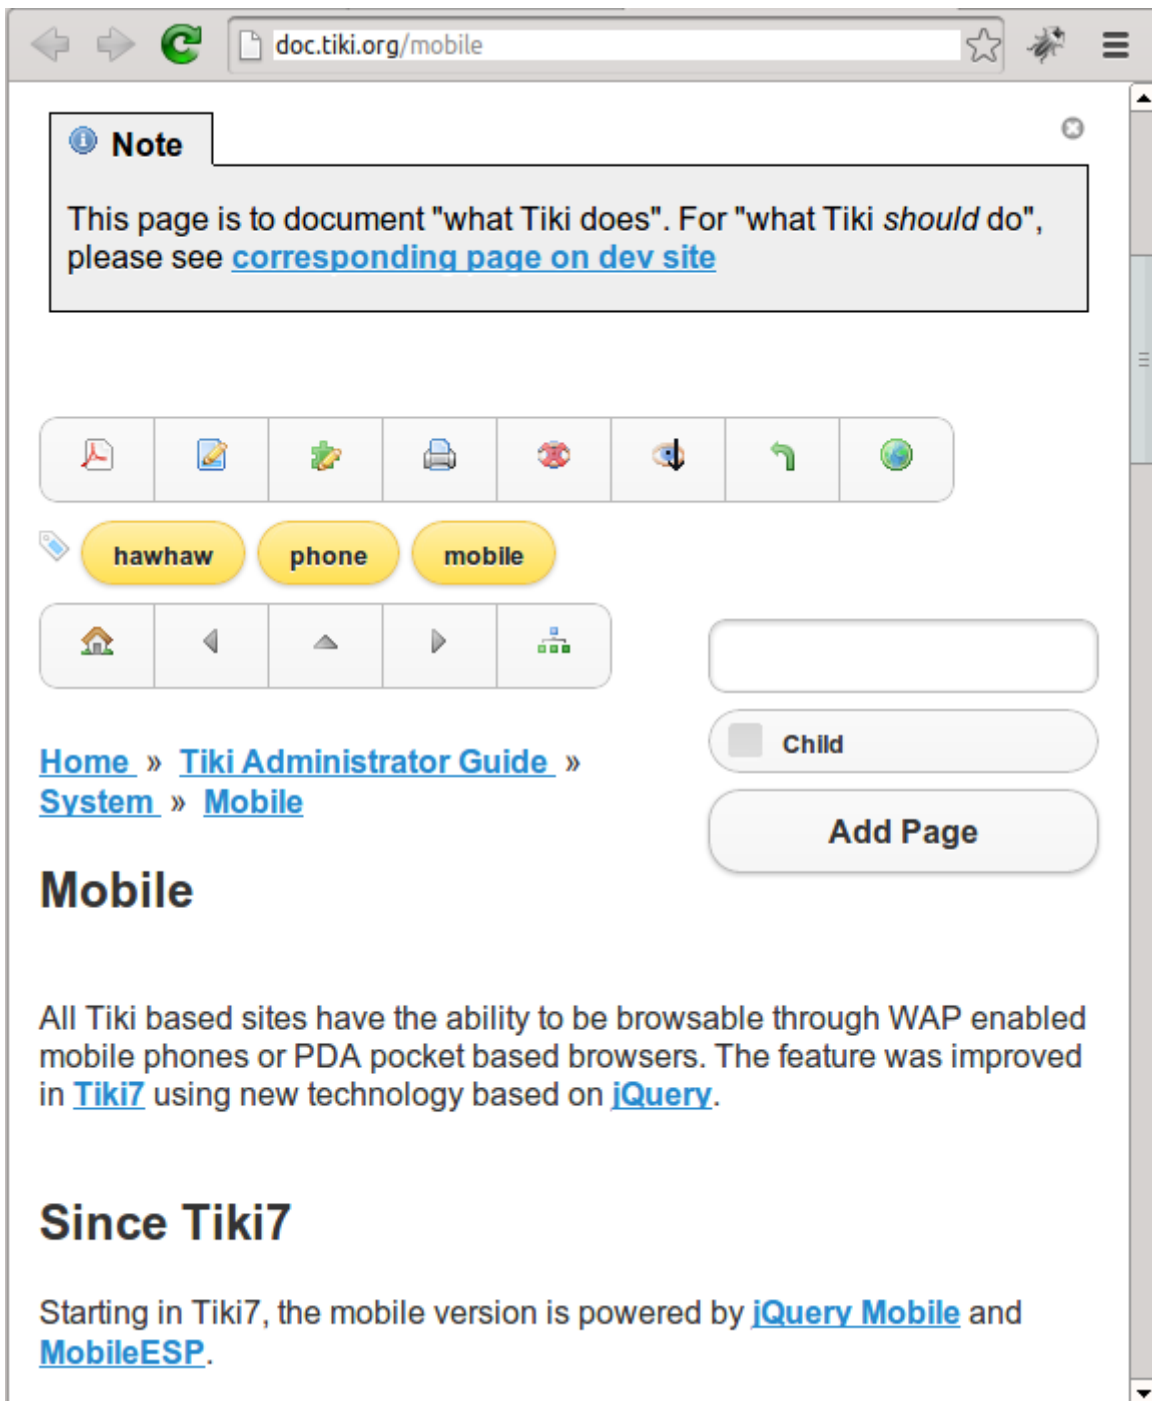 doc.tiki.org/mobile
Note
This page is to document "what Tiki does". For "what Tiki should do",
please see corresponding page on dev site
hawhaw phone mobile
Child
Add Page
Home » Tiki Administrator Guide »
System » Mobile
Mobile
All Tiki based sites have the ability to be browsable through WAP enabled
mobile phones or PDA pocket based browsers. The feature was improved
in Tiki7 using new technology based on jQuery.
Since Tiki7
Starting in Tiki7, the mobile version is powered by jQuery Mobile and
MobileESP.